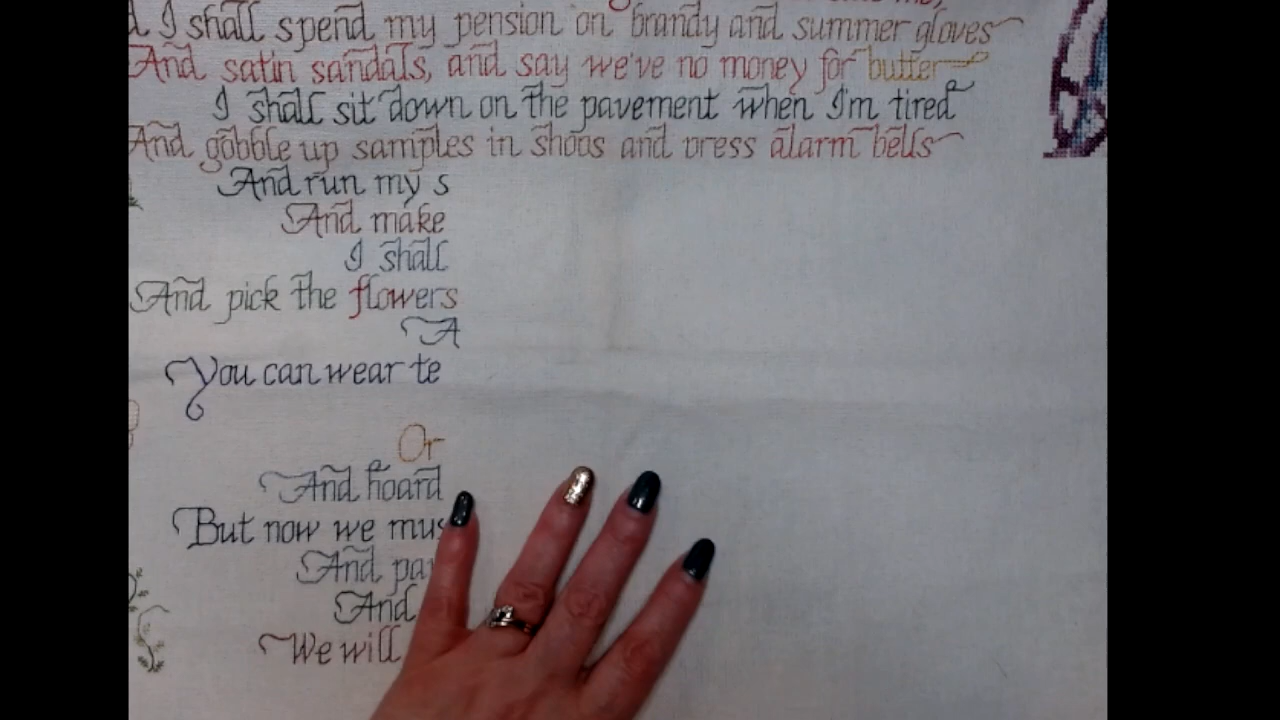 I shall spend my pension on brandy and summer gloves
And satin sandals, and say we've no money for butter
I shall sit down on the pavement when I'm tired
And gobble up samples in shops and press alarm bells
And run my s
And make
I shall
And pick the flowers
A
You can wear te
Or
And hoard
But now we mus
And pa
And
We will